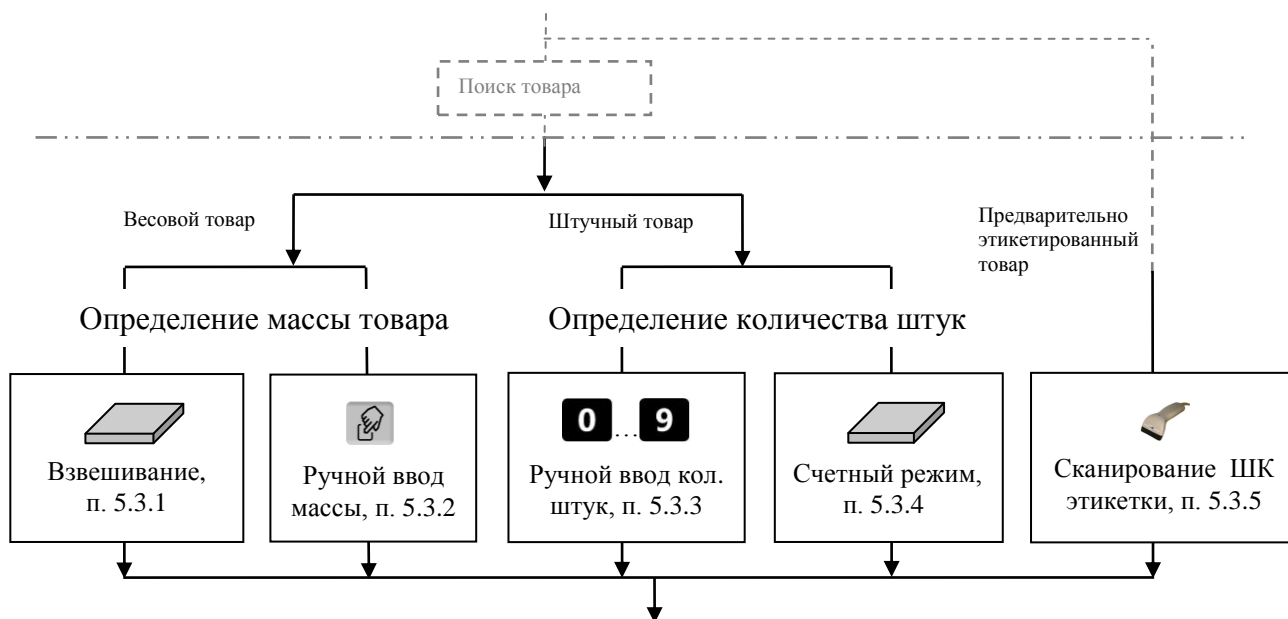 Поиск товара
Весовой товар
Штучный товар
Предварительно
этикетированный
товар
Определение массы товара
Определение количества штук
Взвешивание,
п. 5.3.1
Ручной ввод
массы, п. 5.3.2
0...9
Ручной ввод кол.
штук, п. 5.3.3
Счетный режим,
п. 5.3.4
Сканирование ШК
этикетки, п. 5.3.5